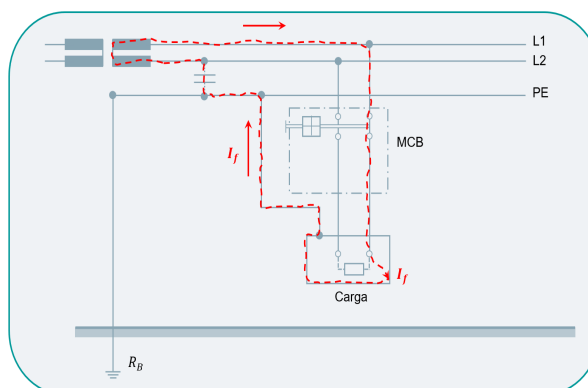 L1
L2
PE
MCB
I_f
I_f
Carga
R_B